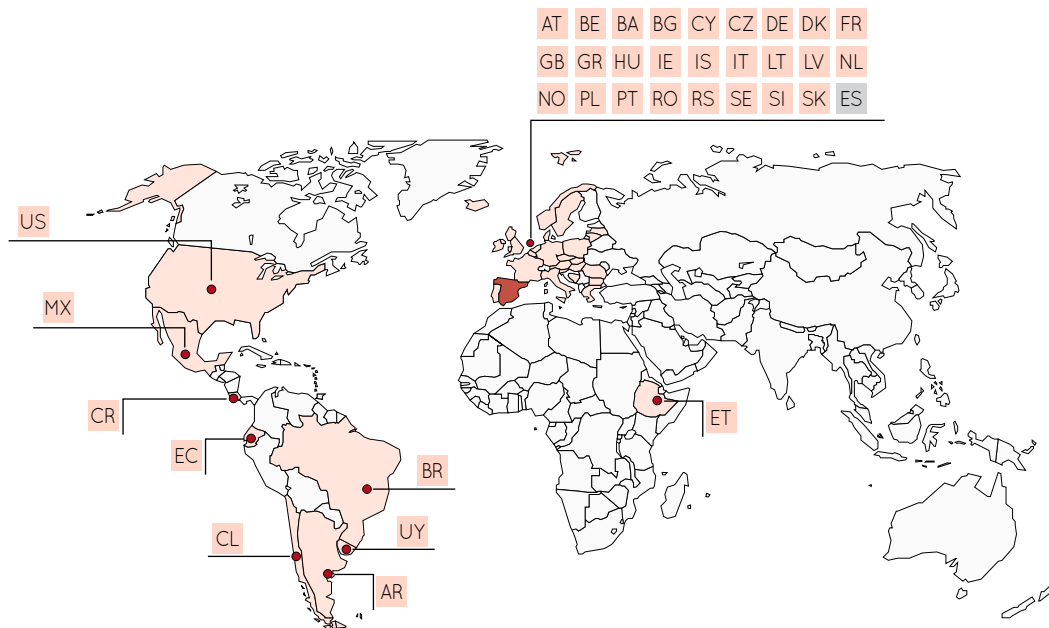 AT BE BA BG CY CZ DE DK FR
GB GR HU IE IS IT LT LV NL
NO PL PT RO RS SE SI SK ES
US
MX
CR
EC
BR
CL
UY
AR
ET